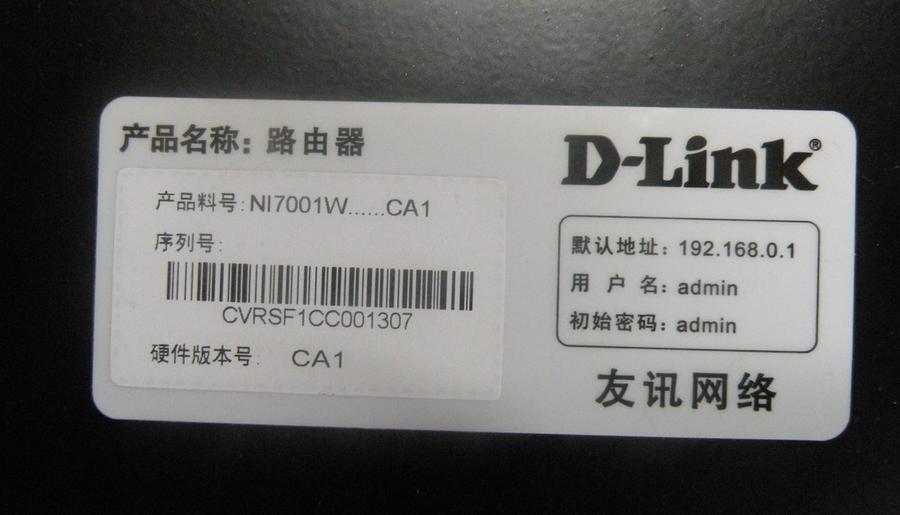 产品名称：路由器
产品料号:NI7001W......CA1
序列号:
CVRSF1CC001307
硬件版本号: CA1
D-Link®
默认地址：192.168.0.1
用 户 名：admin
初始密码：admin
友讯网络